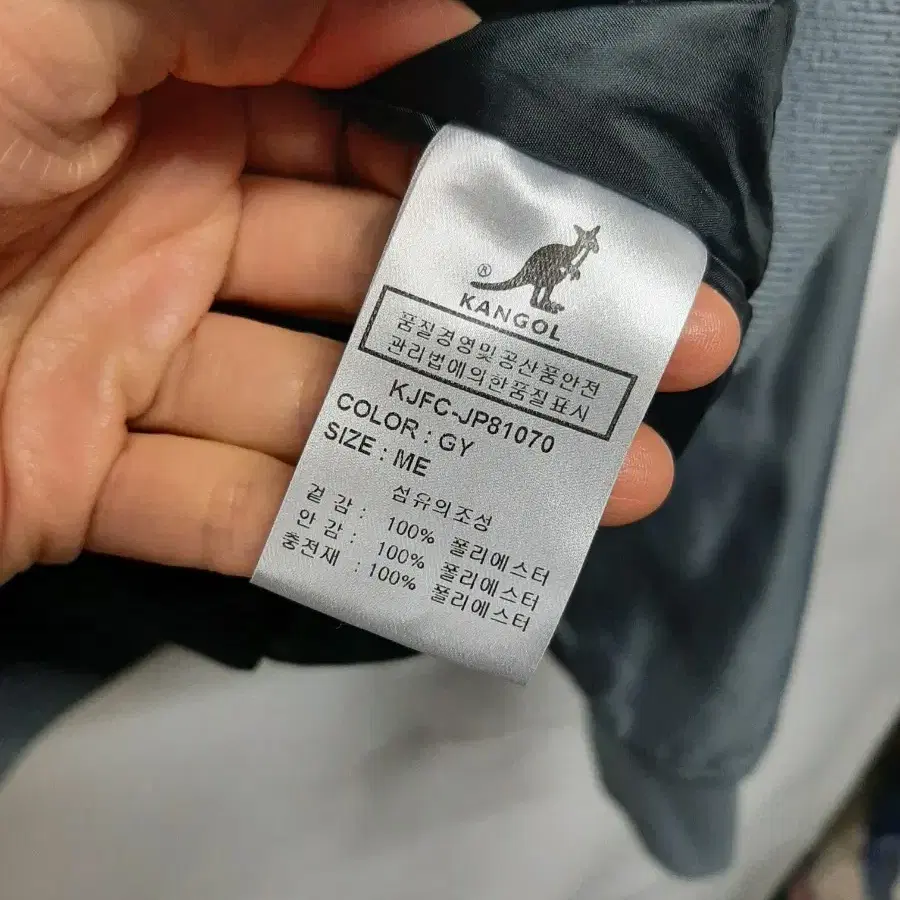 ®
KANGOL
품질경영및공산품안전
관리법에의한품질표시
KJFC-JP81070
COLOR : GY
SIZE : ME
섬유의조성
겉 감 : 100% 폴리에스터
안 감 : 100% 폴리에스터
충전재 : 100% 폴리에스터